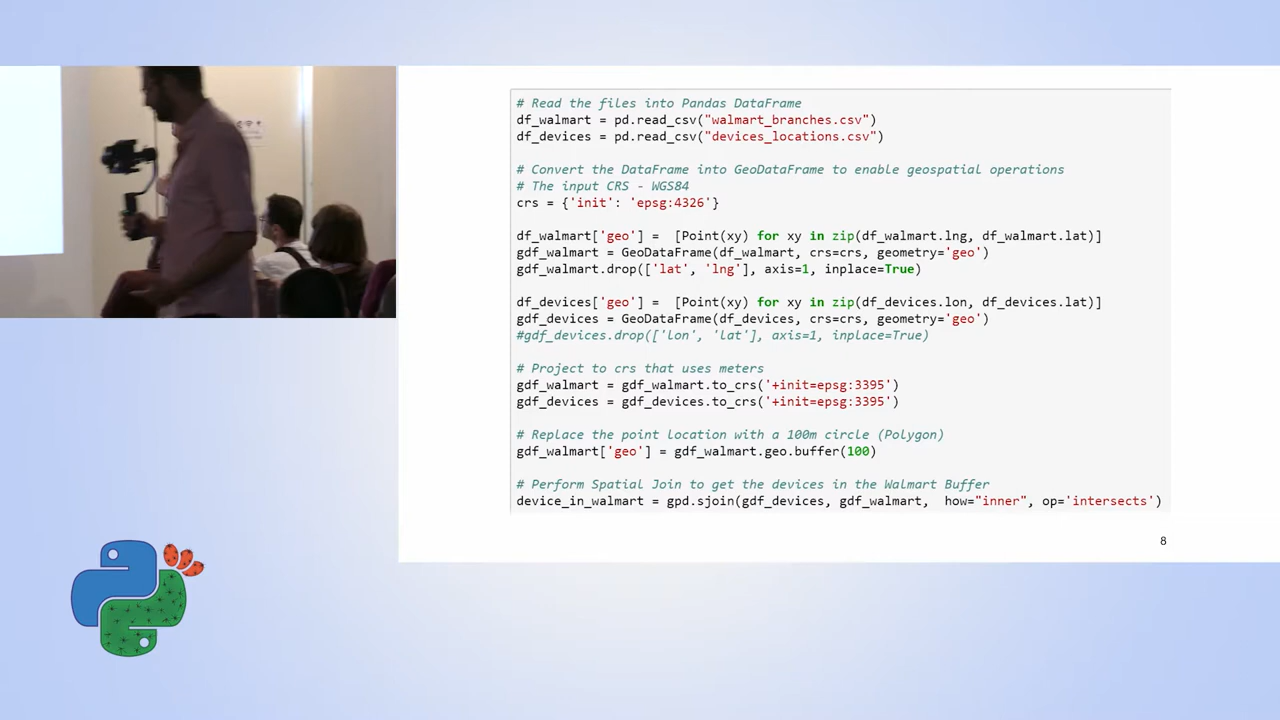 # Read the files into Pandas DataFrame
df_walmart = pd.read_csv("walmart_branches.csv")
df_devices = pd.read_csv("devices_locations.csv")
# Convert the DataFrame into GeoDataFrame to enable geospatial operations
# The input CRS - WGS84
crs = {'init': 'epsg:4326'}
df_walmart['geo'] =  [Point(xy) for xy in zip(df_walmart.lng, df_walmart.lat)]
gdf_walmart = GeoDataFrame(df_walmart, crs=crs, geometry='geo')
gdf_walmart.drop(['lat', 'lng'], axis=1, inplace=True)
df_devices['geo'] =  [Point(xy) for xy in zip(df_devices.lon, df_devices.lat)]
gdf_devices = GeoDataFrame(df_devices, crs=crs, geometry='geo')
#gdf_devices.drop(['lon', 'lat'], axis=1, inplace=True)
# Project to crs that uses meters
gdf_walmart = gdf_walmart.to_crs('+init=epsg:3395')
gdf_devices = gdf_devices.to_crs('+init=epsg:3395')
# Replace the point location with a 100m circle (Polygon)
gdf_walmart['geo'] = gdf_walmart.geo.buffer(100)
# Perform Spatial Join to get the devices in the Walmart Buffer
device_in_walmart = gpd.sjoin(gdf_devices, gdf_walmart,  how="inner", op='intersects')
8